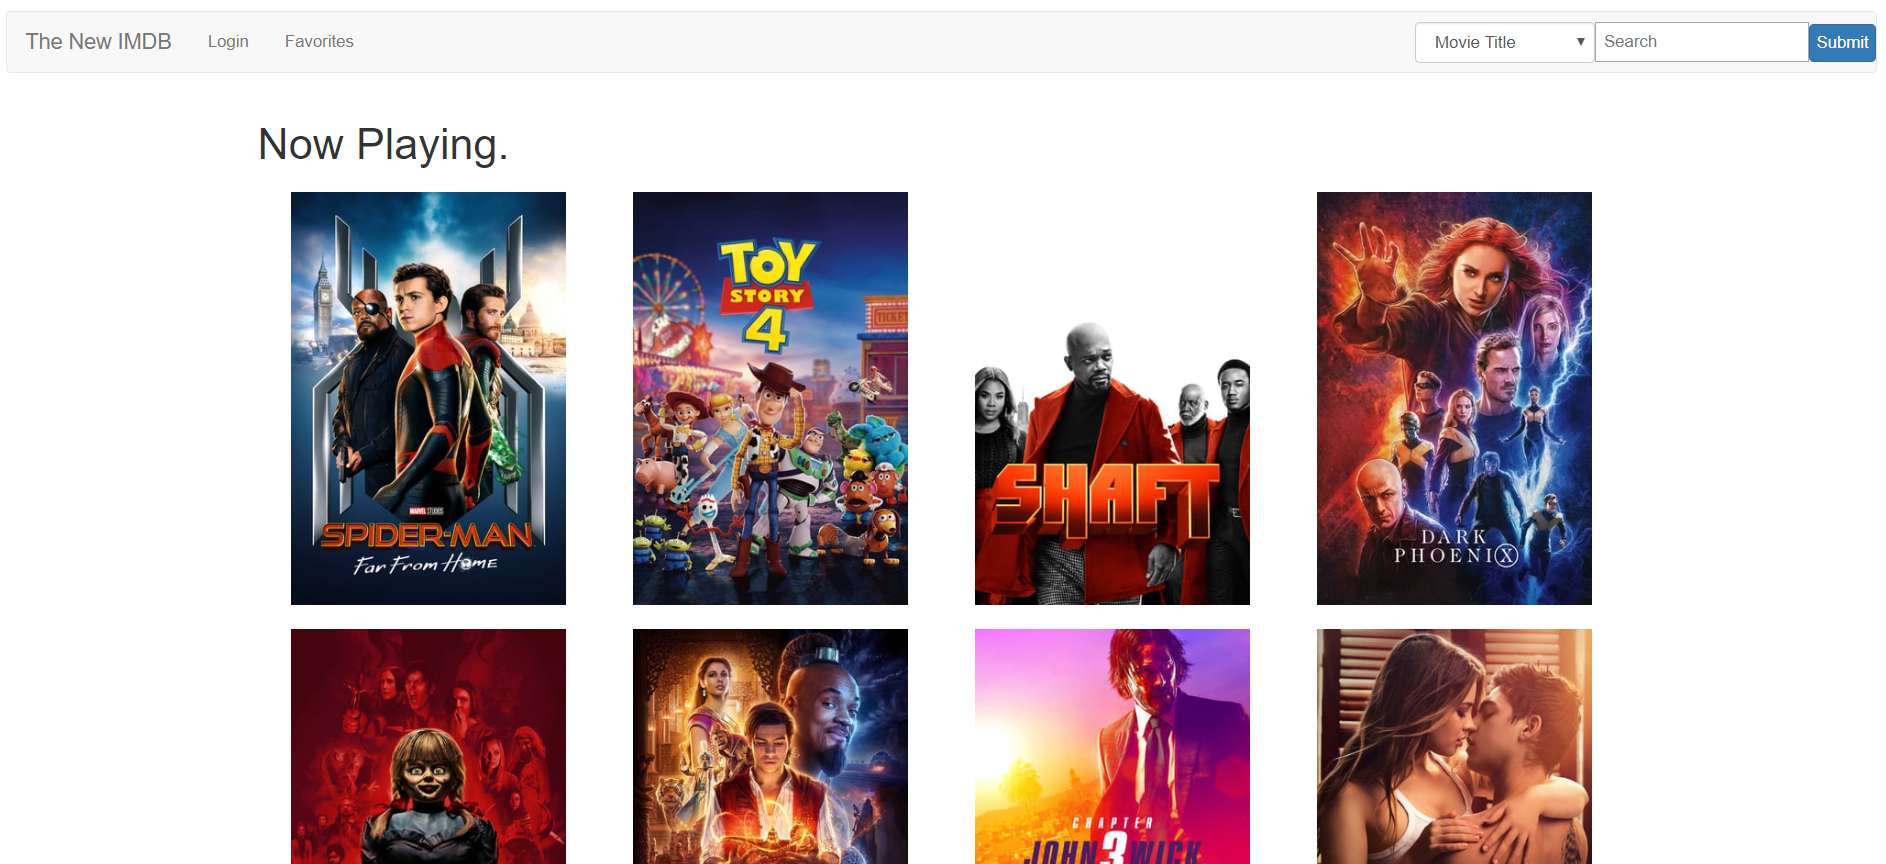 The New IMDB Login Favorites Movie Title Search Submit
Now Playing.
TOY
STORY
4
TICKET
SHAFT
MARVEL STUDIOS
SPIDER-MAN
Far From Home
DARK
PHOENIX
CHAPTER
3
JOHN WICK